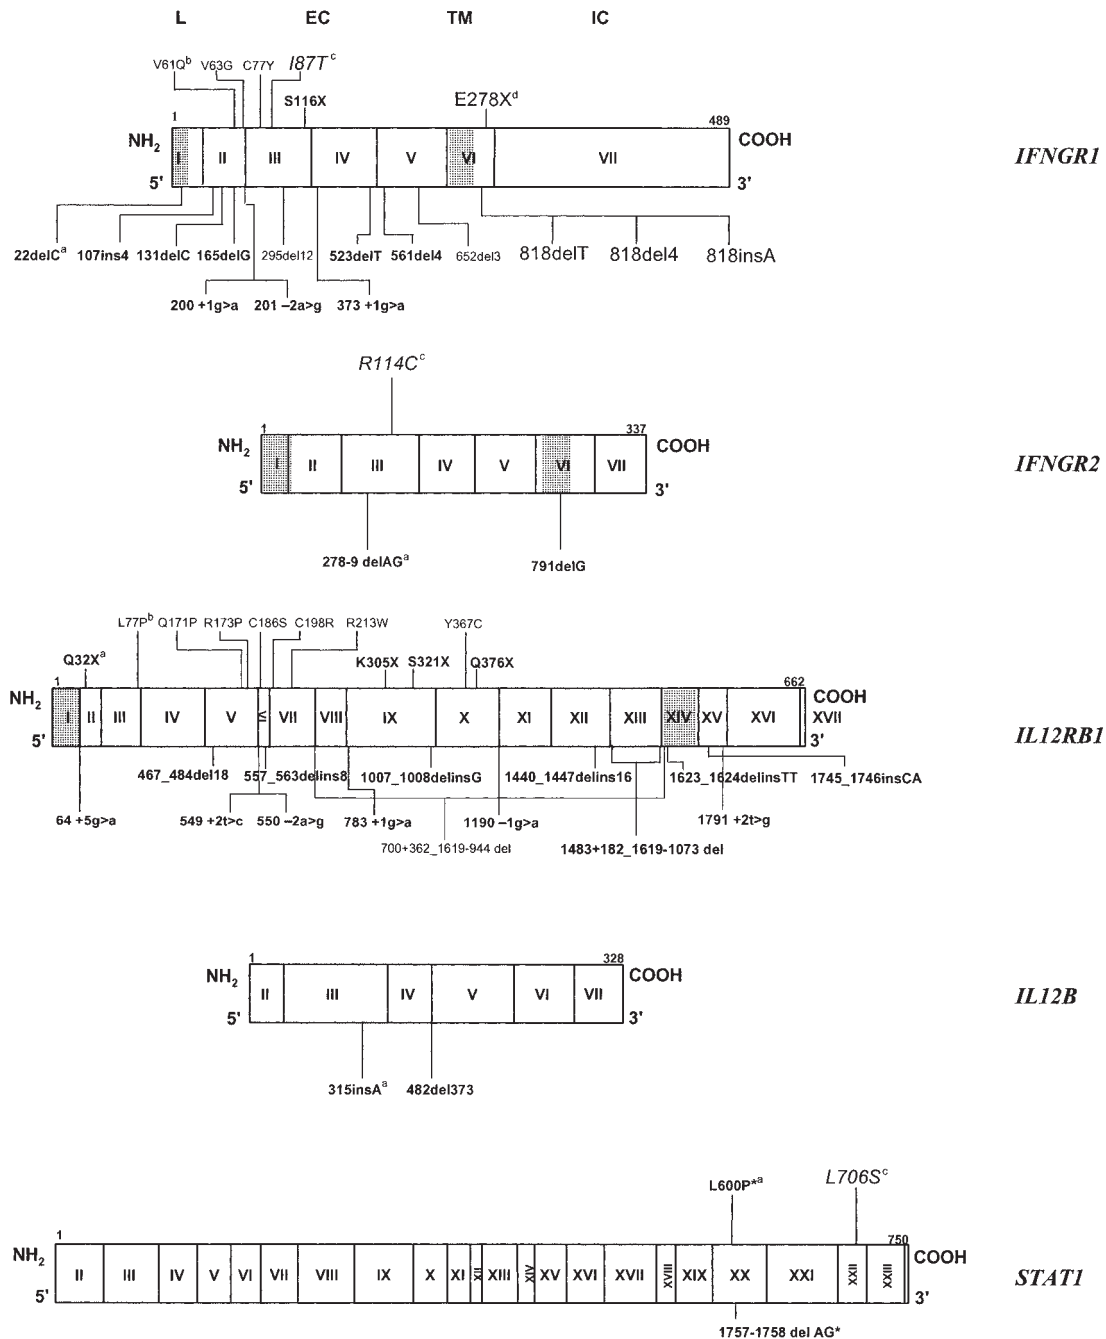 L EC TM IC
V61Q^b V63G C77Y I87T^c
S116X E278X^d
1 489
NH2 COOH
I II III IV V VI VII IFNGR1
5' 3'
22delC^a 107ins4 131delC 165delG 295del12 523delT 561del4 652del3 818delT 818del4 818insA
200 +1g>a 201 –2a>g 373 +1g>a
R114C^c
1 337
NH2 COOH
I II III IV V VI VII IFNGR2
5' 3'
278-9 delAG^a 791delG
L77P^b Q171P R173P C186S C198R R213W Y367C
Q32X^a K305X S321X Q376X
1 662
NH2 COOH
I II III IV V VI VII VIII IX X XI XII XIII XIV XV XVI XVII IL12RB1
5' 3'
467_484del18 557_563delins8 1007_1008delinsG 1440_1447delins16 1623_1624delinsTT 1745_1746insCA
64 +5g>a 549 +2t>c 550 –2a>g 783 +1g>a 1190 –1g>a 1791 +2t>g
700+362_1619-944 del 1483+182_1619-1073 del
1 328
NH2 COOH
II III IV V VI VII IL12B
5' 3'
315insA^a 482del373
L600P*^a L706S^c
1 750
NH2 COOH
II III IV V VI VII VIII IX X XI XII XIII XIV XV XVI XVII XVIII XIX XX XXI XXII XXIII STAT1
5' 3'
1757-1758 del AG*